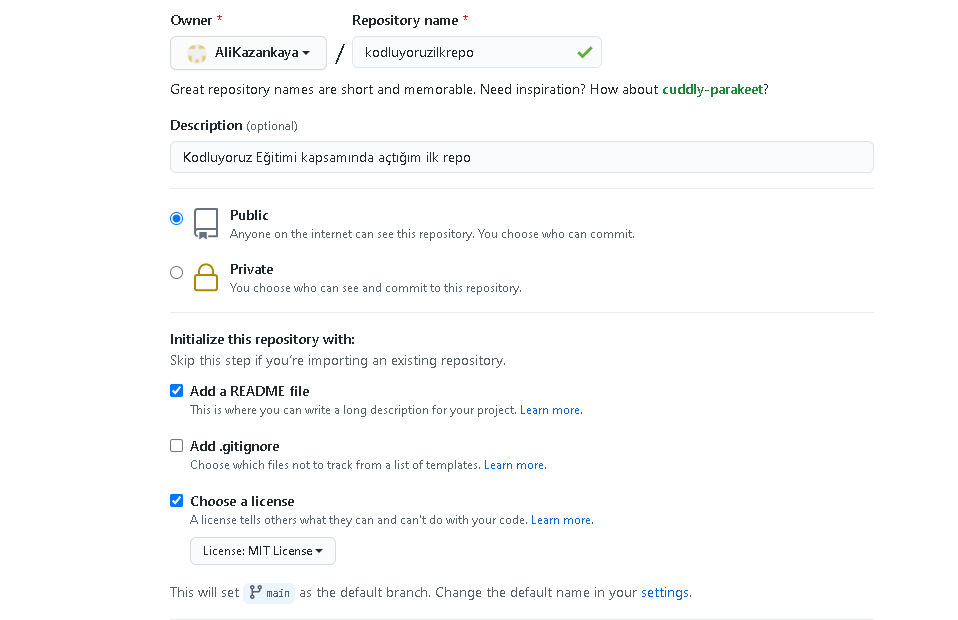 Owner * Repository name *
AliKazankaya / kodluyoruzilkrepo
Great repository names are short and memorable. Need inspiration? How about cuddly-parakeet?
Description (optional)
Kodluyoruz Eğitimi kapsamında açtığım ilk repo
Public
Anyone on the internet can see this repository. You choose who can commit.
Private
You choose who can see and commit to this repository.
Initialize this repository with:
Skip this step if you're importing an existing repository.
Add a README file
This is where you can write a long description for your project. Learn more.
Add .gitignore
Choose which files not to track from a list of templates. Learn more.
Choose a license
A license tells others what they can and can't do with your code. Learn more.
License: MIT License
This will set main as the default branch. Change the default name in your settings.